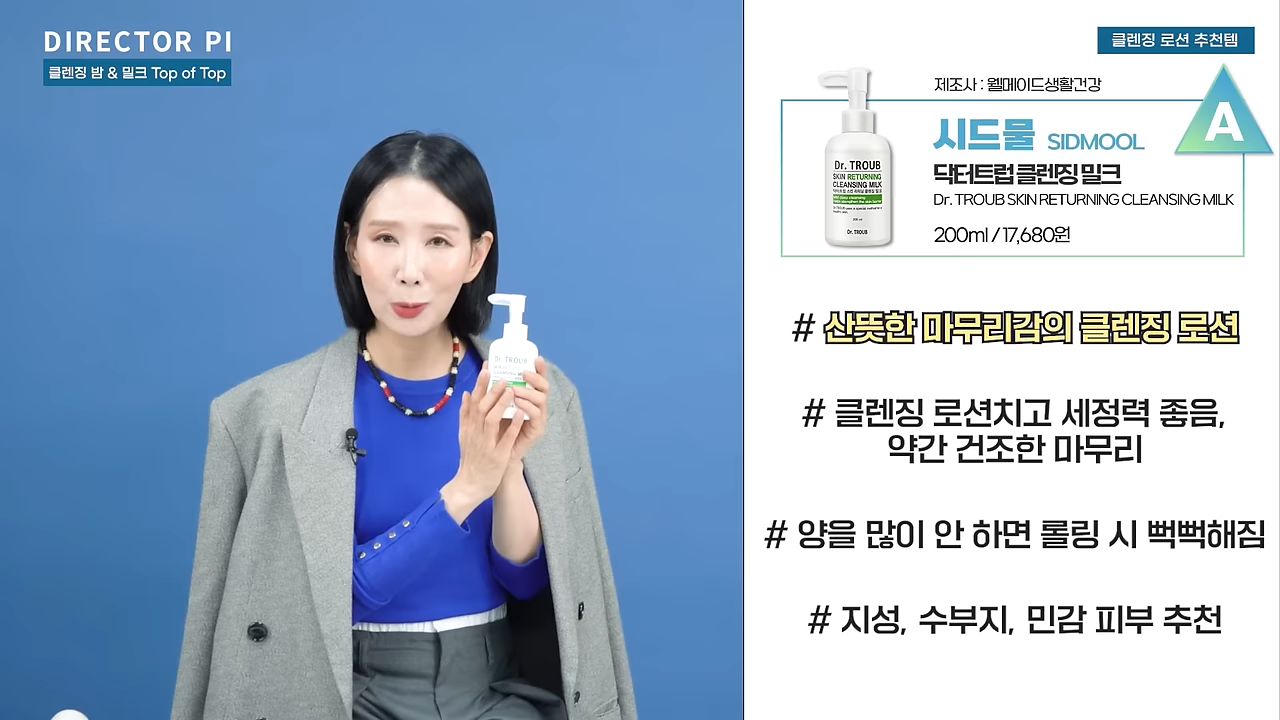 DIRECTOR PI
클렌징 밤 & 밀크 Top of Top
클렌징 로션 추천템
제조사 : 웰메이드생활건강
A
시드물 SIDMOOL
닥터트럽 클렌징 밀크
Dr. TROUB SKIN RETURNING CLEANSING MILK
200ml / 17,680원
Dr. TROUB
SKIN RETURNING
CLEANSING MILK
Dr. TROUB
# 산뜻한 마무리감의 클렌징 로션
# 클렌징 로션치고 세정력 좋음,
약간 건조한 마무리
# 양을 많이 안 하면 롤링 시 뻑뻑해짐
# 지성, 수부지, 민감 피부 추천
Dr. TROUB